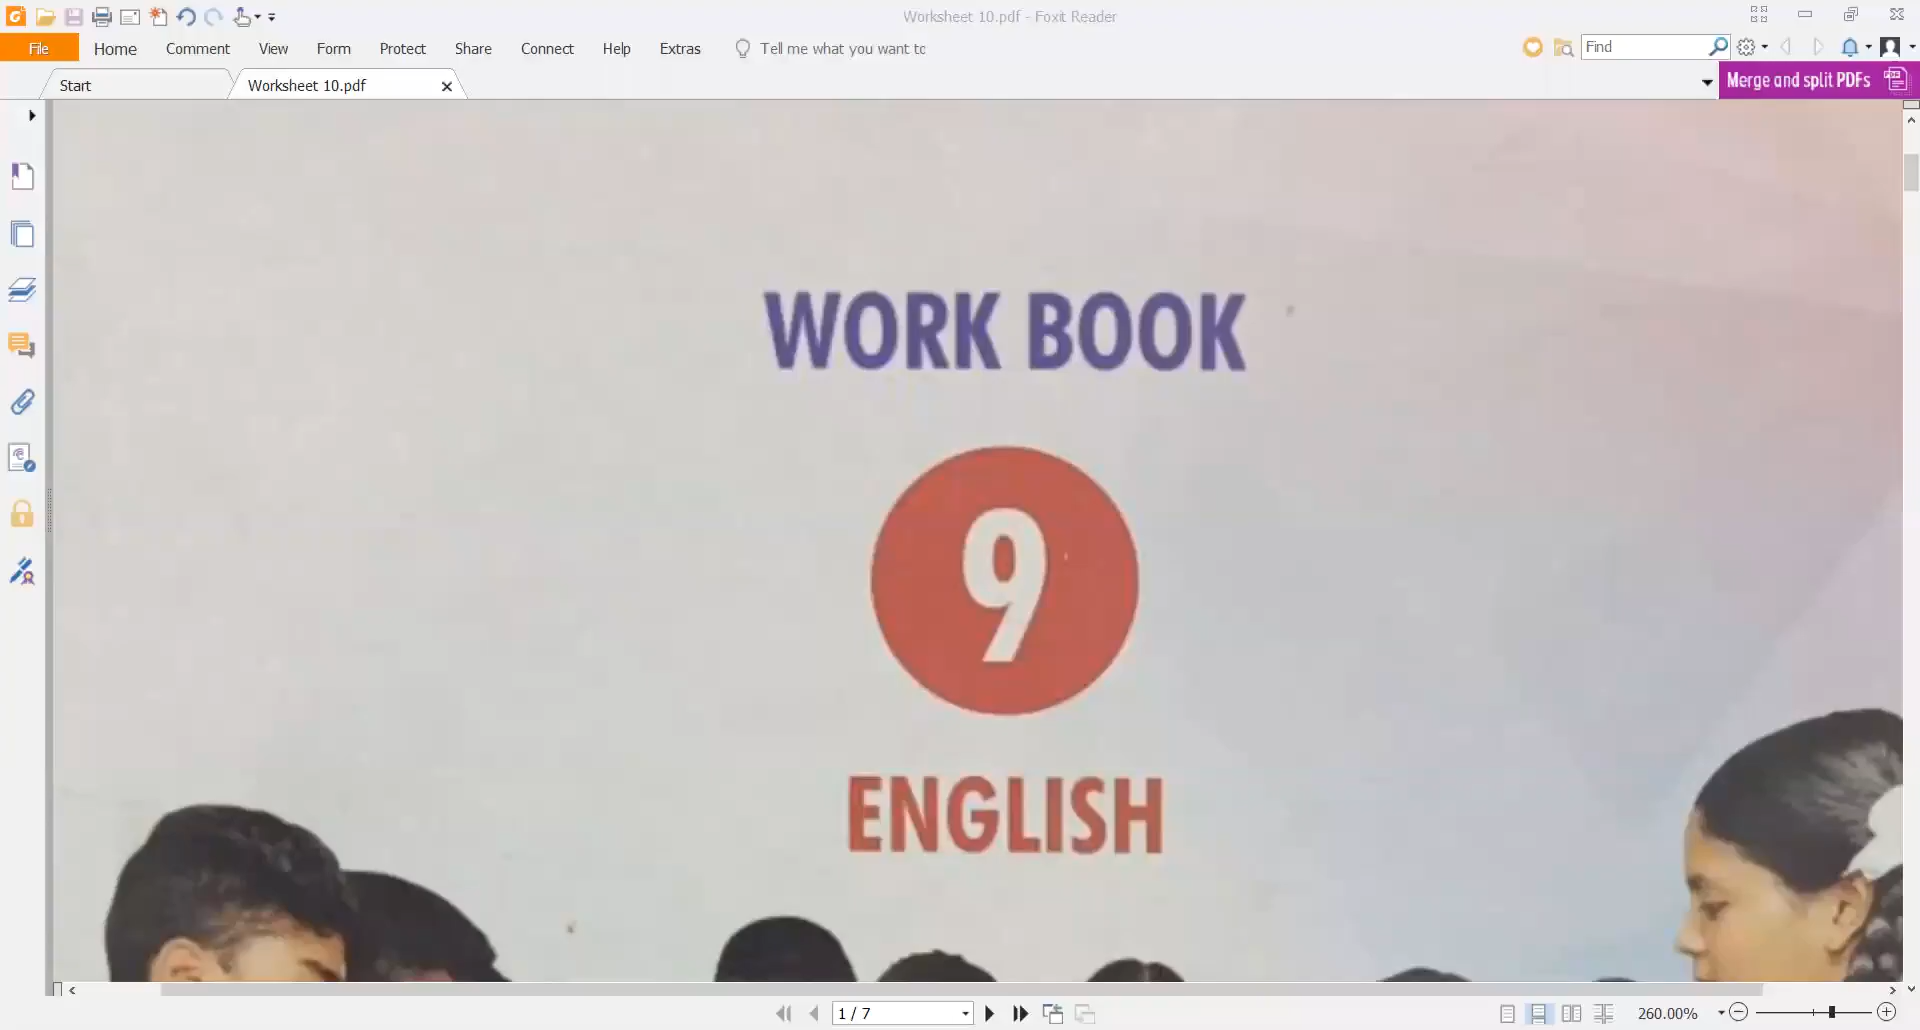 Worksheet 10.pdf - Foxit Reader
File Home Comment View Form Protect Share Connect Help Extras Tell me what you want to Find
Start Worksheet 10.pdf Merge and split PDFs
WORK BOOK
9
ENGLISH
1 / 7 260.00%